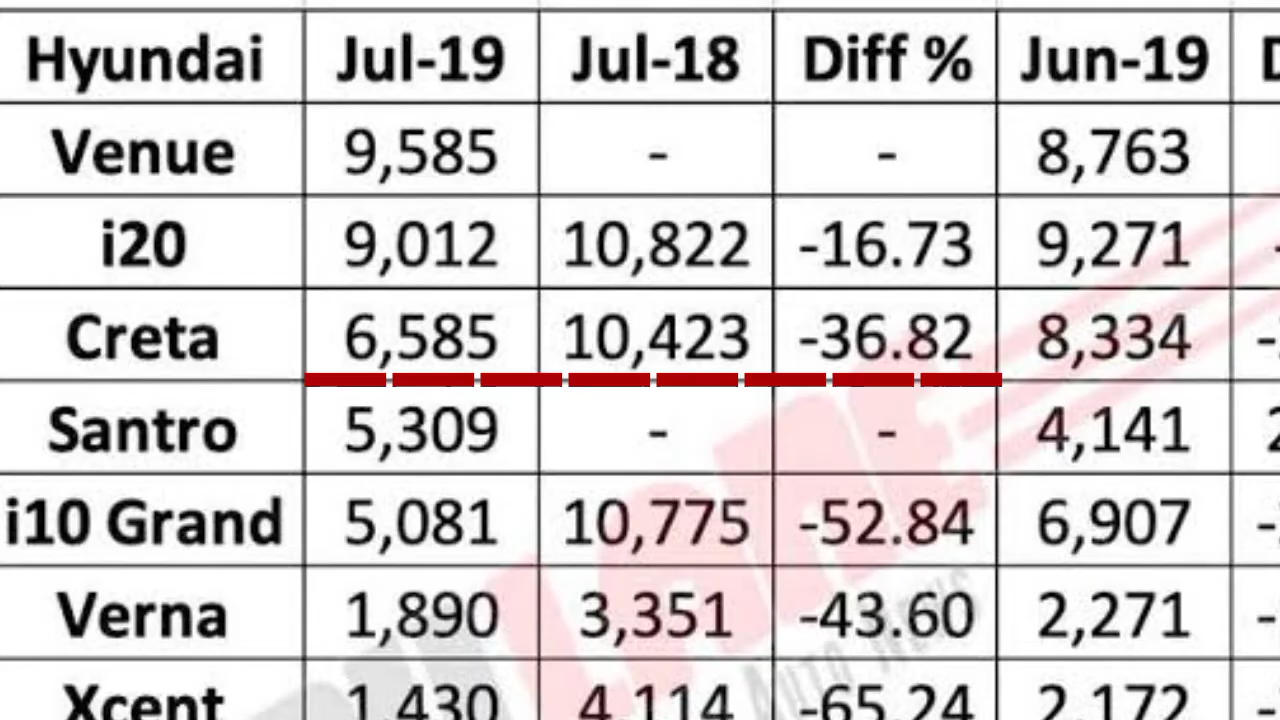 Hyundai Jul-19 Jul-18 Diff % Jun-19
Venue 9,585 - - 8,763
i20 9,012 10,822 -16.73 9,271
Creta 6,585 10,423 -36.82 8,334
Santro 5,309 - - 4,141
i10 Grand 5,081 10,775 -52.84 6,907
Verna 1,890 3,351 -43.60 2,271
Xcent 1,430 4,114 -65.24 2,172